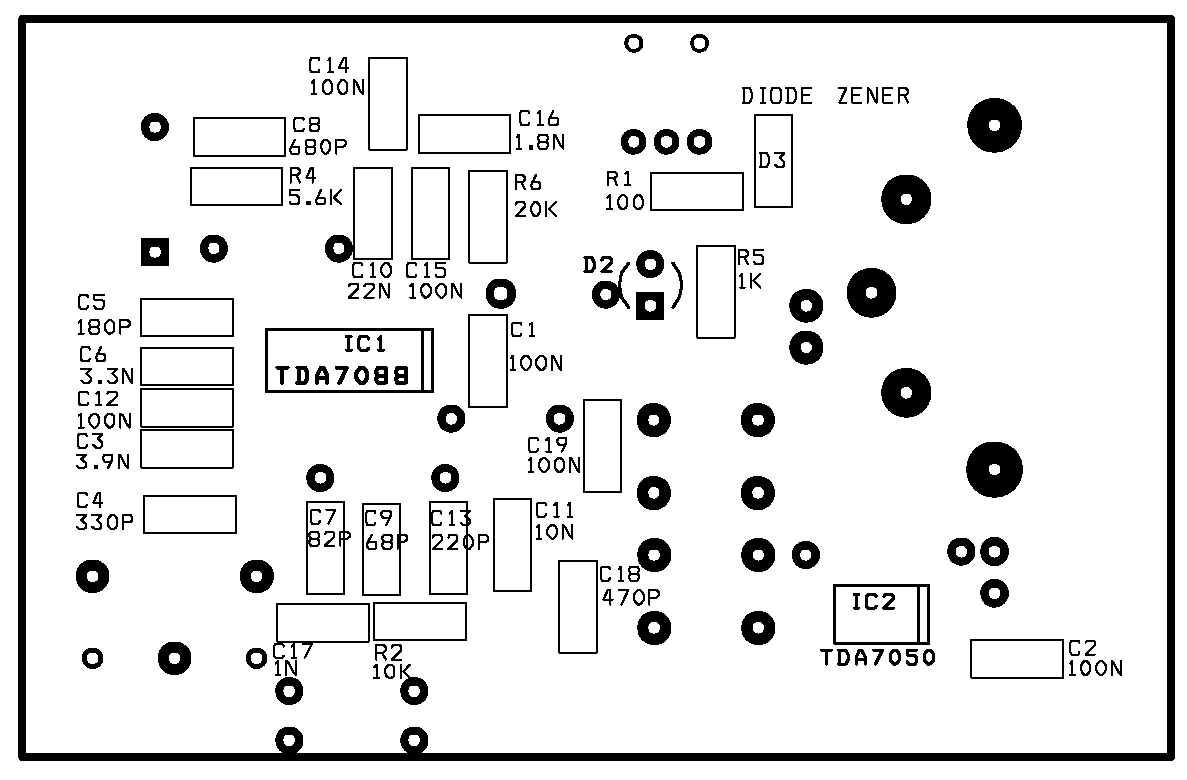 C14
100N
C8
680P
C16
1.8N
DIODE ZENER
D3
R4
5.6K
R6
20K
R1
100
C10
22N
C15
100N
D2
R5
1K
C5
180P
C6
3.3N
C12
100N
C3
3.9N
C4
330P
IC1
TDA7088
C1
100N
C19
100N
C7
82P
C9
68P
C13
220P
C11
10N
C18
470P
C17
1N
R2
10K
IC2
TDA7050
C2
100N